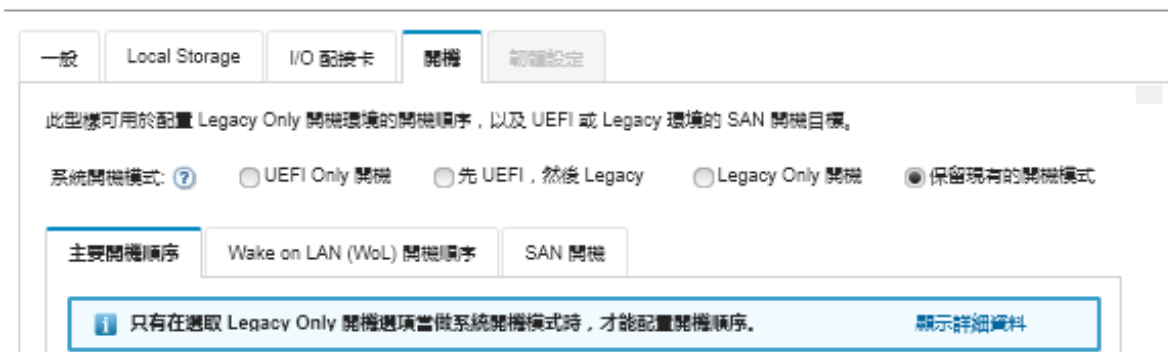 一般 Local Storage I/O 配接卡 開機 韌體設定
此型樣可用於配置 Legacy Only 開機環境的開機順序，以及 UEFI 或 Legacy 環境的 SAN 開機目標。
系統開機模式: ? UEFI Only 開機 先 UEFI，然後 Legacy Legacy Only 開機 保留現有的開機模式
主要開機順序 Wake on LAN (WoL) 開機順序 SAN 開機
i 只有在選取 Legacy Only 開機選項當做系統開機模式時，才能配置開機順序。 顯示詳細資料